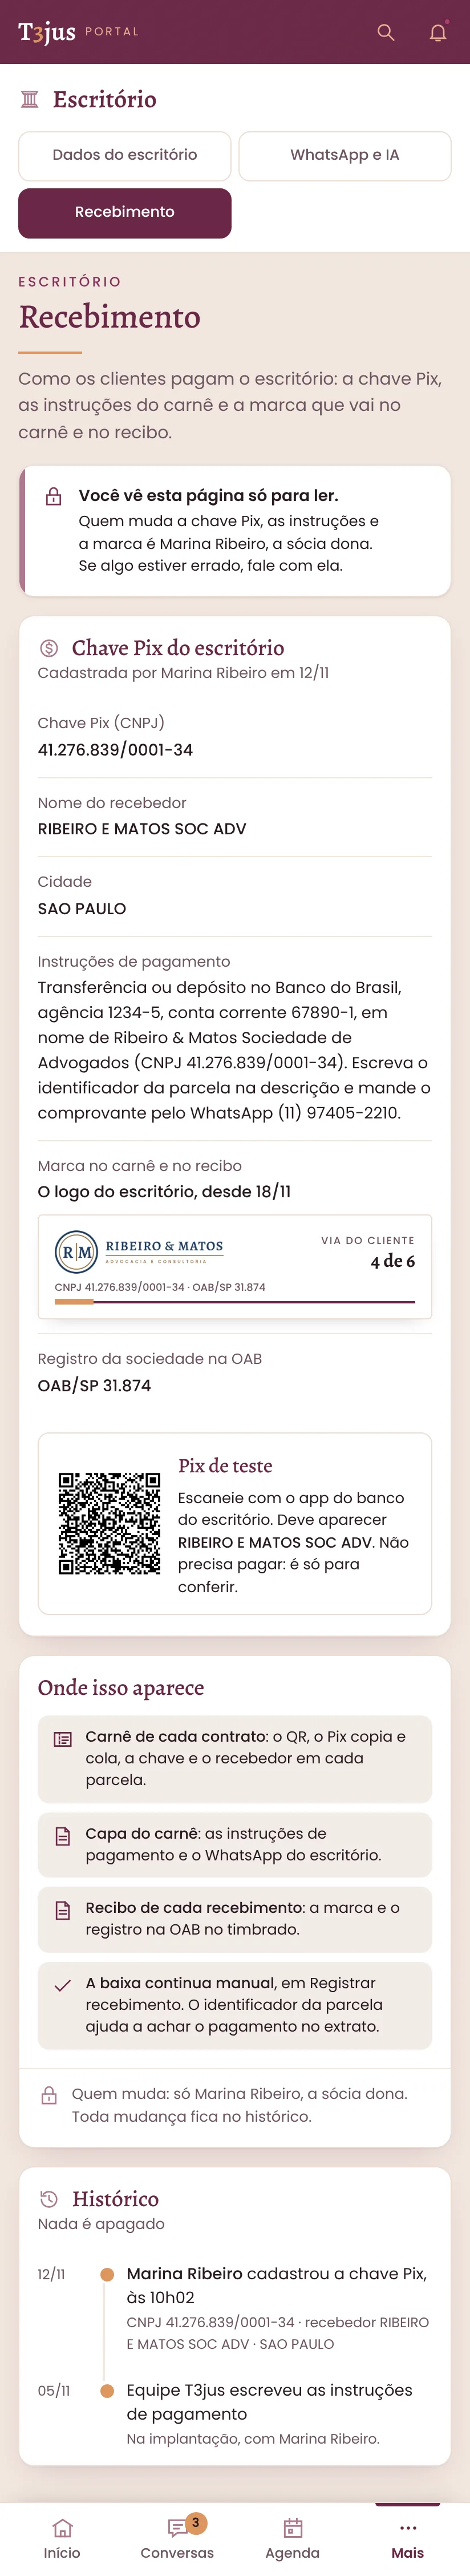 T3jus PORTAL
Escritório
Dados do escritório
WhatsApp e IA
Recebimento
ESCRITÓRIO
Recebimento
Como os clientes pagam o escritório: a chave Pix,
as instruções do carnê e a marca que vai no
carnê e no recibo.
Você vê esta página só para ler.
Quem muda a chave Pix, as instruções e
a marca é Marina Ribeiro, a sócia dona.
Se algo estiver errado, fale com ela.
Chave Pix do escritório
Cadastrada por Marina Ribeiro em 12/11
Chave Pix (CNPJ)
41.276.839/0001-34
Nome do recebedor
RIBEIRO E MATOS SOC ADV
Cidade
SAO PAULO
Instruções de pagamento
Transferência ou depósito no Banco do Brasil,
agência 1234-5, conta corrente 67890-1, em
nome de Ribeiro & Matos Sociedade de
Advogados (CNPJ 41.276.839/0001-34). Escreva o
identificador da parcela na descrição e mande o
comprovante pelo WhatsApp (11) 97405-2210.
Marca no carnê e no recibo
O logo do escritório, desde 18/11
R|M RIBEIRO & MATOS
ADVOCACIA E CONSULTORIA
VIA DO CLIENTE
4 de 6
CNPJ 41.276.839/0001-34 · OAB/SP 31.874
Registro da sociedade na OAB
OAB/SP 31.874
Pix de teste
Escaneie com o app do banco
do escritório. Deve aparecer
RIBEIRO E MATOS SOC ADV. Não
precisa pagar: é só para
conferir.
Onde isso aparece
Carnê de cada contrato: o QR, o Pix copia e
cola, a chave e o recebedor em cada
parcela.
Capa do carnê: as instruções de
pagamento e o WhatsApp do escritório.
Recibo de cada recebimento: a marca e o
registro na OAB no timbrado.
A baixa continua manual, em Registrar
recebimento. O identificador da parcela
ajuda a achar o pagamento no extrato.
Quem muda: só Marina Ribeiro, a sócia dona.
Toda mudança fica no histórico.
Histórico
Nada é apagado
12/11
Marina Ribeiro cadastrou a chave Pix,
às 10h02
CNPJ 41.276.839/0001-34 · recebedor RIBEIRO
E MATOS SOC ADV · SAO PAULO
05/11
Equipe T3jus escreveu as instruções
de pagamento
Na implantação, com Marina Ribeiro.
Início
3
Conversas
Agenda
Mais